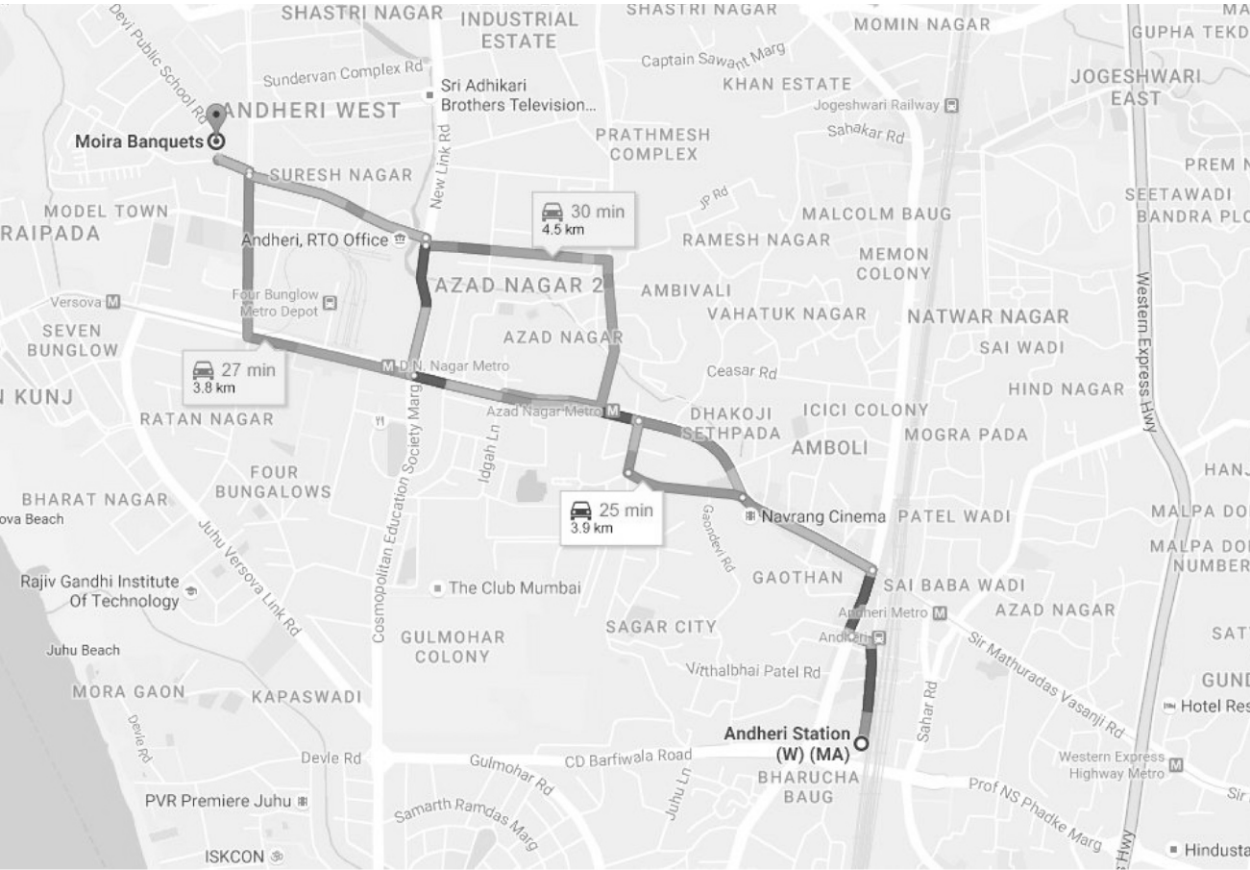 SHASTRI NAGAR
INDUSTRIAL
ESTATE
SHASTRI NAGAR
MOMIN NAGAR
GUPHA TEKD
Devi Public School Rd
Sundervan Complex Rd
Captain Sawant Marg
KHAN ESTATE
JOGESHWARI
EAST
Sri Adhikari
Brothers Television...
Jogeshwari Railway
ANDHERI WEST
Moira Banquets
New Link Rd
PRATHMESH
COMPLEX
Sahakar Rd
PREM N
SURESH NAGAR
JP Rd
SEETAWADI
BANDRA PLO
MODEL TOWN
RAIPADA
30 min
4.5 km
MALCOLM BAUG
Andheri, RTO Office
RAMESH NAGAR
MEMON
COLONY
AZAD NAGAR 2
AMBIVALI
Versova M
Four Bunglow
Metro Depot
VAHATUK NAGAR
NATWAR NAGAR
Western Express Hwy
SEVEN
BUNGLOW
AZAD NAGAR
SAI WADI
27 min
3.8 km
M D.N. Nagar Metro
Ceasar Rd
HIND NAGAR
N KUNJ
RATAN NAGAR
Azad Nagar Metro M
DHAKOJI
SETHPADA
ICICI COLONY
MOGRA PADA
AMBOLI
Idgah Ln
Cosmopolitan Education Society Marg
FOUR
BUNGALOWS
BHARAT NAGAR
ova Beach
25 min
3.9 km
Navrang Cinema
PATEL WADI
HANJ
MALPA DO
Juhu Versova Link Rd
Gaondevi Rd
MALPA DO
NUMBER
Rajiv Gandhi Institute
Of Technology
The Club Mumbai
GAOTHAN
SAI BABA WADI
Andheri Metro M
AZAD NAGAR
GULMOHAR
COLONY
SAGAR CITY
Andheri
SAT
Juhu Beach
Sir Mathuradas Vasanji Rd
Vitthalbhai Patel Rd
GUND
MORA GAON
KAPASWADI
Sahar Rd
Hotel Res
Devle Rd
Andheri Station
(W) (MA)
Devle Rd
Gulmohar Rd
CD Barfiwala Road
Western Express
Highway Metro M
BHARUCHA
BAUG
Juhu Ln
Prof NS Phadke Marg
Sir
PVR Premiere Juhu
Samarth Ramdas Marg
ISKCON
Hwy
Hindusta